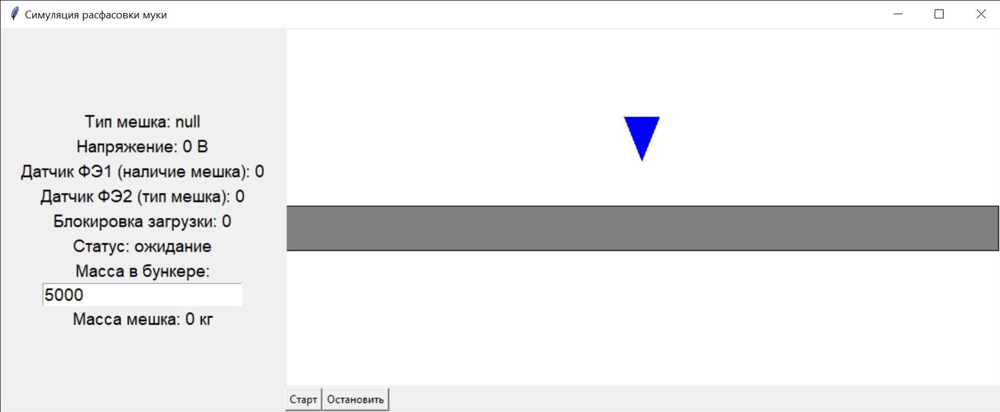 Симуляция расфасовки муки
Тип мешка: null
Напряжение: 0 В
Датчик ФЭ1 (наличие мешка): 0
Датчик ФЭ2 (тип мешка): 0
Блокировка загрузки: 0
Статус: ожидание
Масса в бункере:
5000
Масса мешка: 0 кг
Старт Остановить